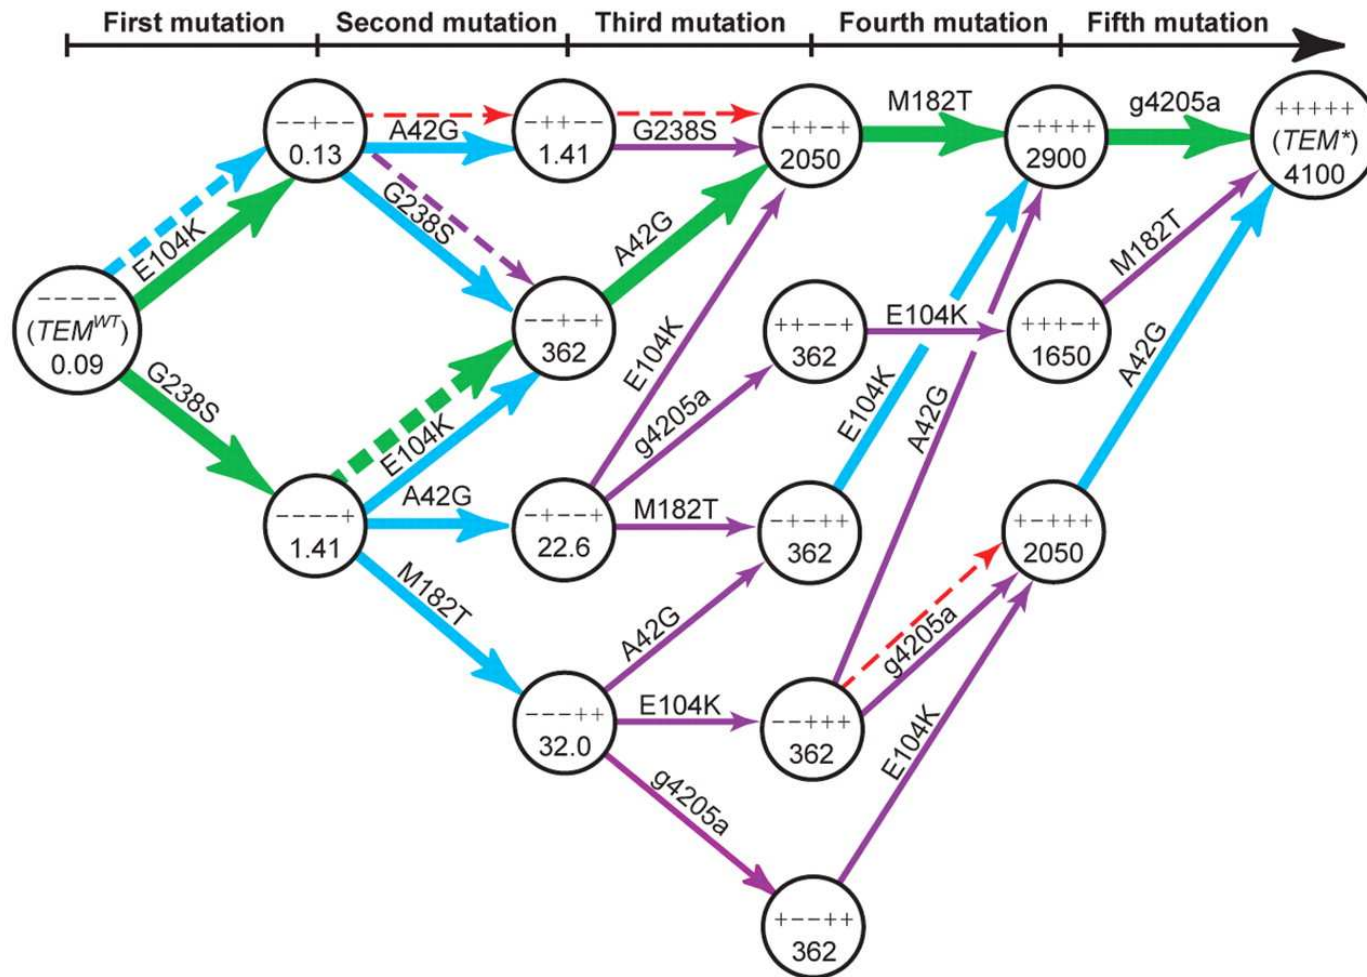 First mutation
Second mutation
Third mutation
Fourth mutation
Fifth mutation
−−+−−
0.13
A42G
−++−−
1.41
G238S
−++−+
2050
M182T
−++++
2900
g4205a
+++++
(TEM*)
4100
E104K
G238S
A42G
M182T
−−−−−
(TEMWT)
0.09
−−+−+
362
++−−+
362
E104K
+++−+
1650
G238S
E104K
E104K
g4205a
E104K
A42G
A42G
−−−−+
1.41
A42G
−+−−+
22.6
M182T
−+−++
362
+−+++
2050
M182T
A42G
g4205a
−−−++
32.0
E104K
−−+++
362
E104K
g4205a
+−−++
362